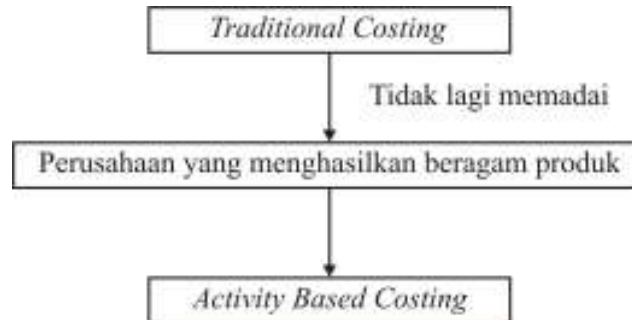 Traditional Costing
Tidak lagi memadai
Perusahaan yang menghasilkan beragam produk
Activity Based Costing